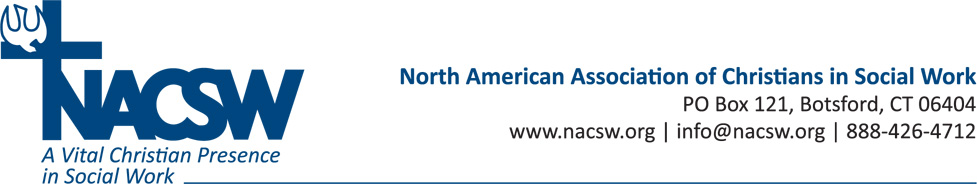 NACSW
A Vital Christian Presence
in Social Work
North American Association of Christians in Social Work
PO Box 121, Botsford, CT 06404
www.nacsw.org | info@nacsw.org | 888-426-4712